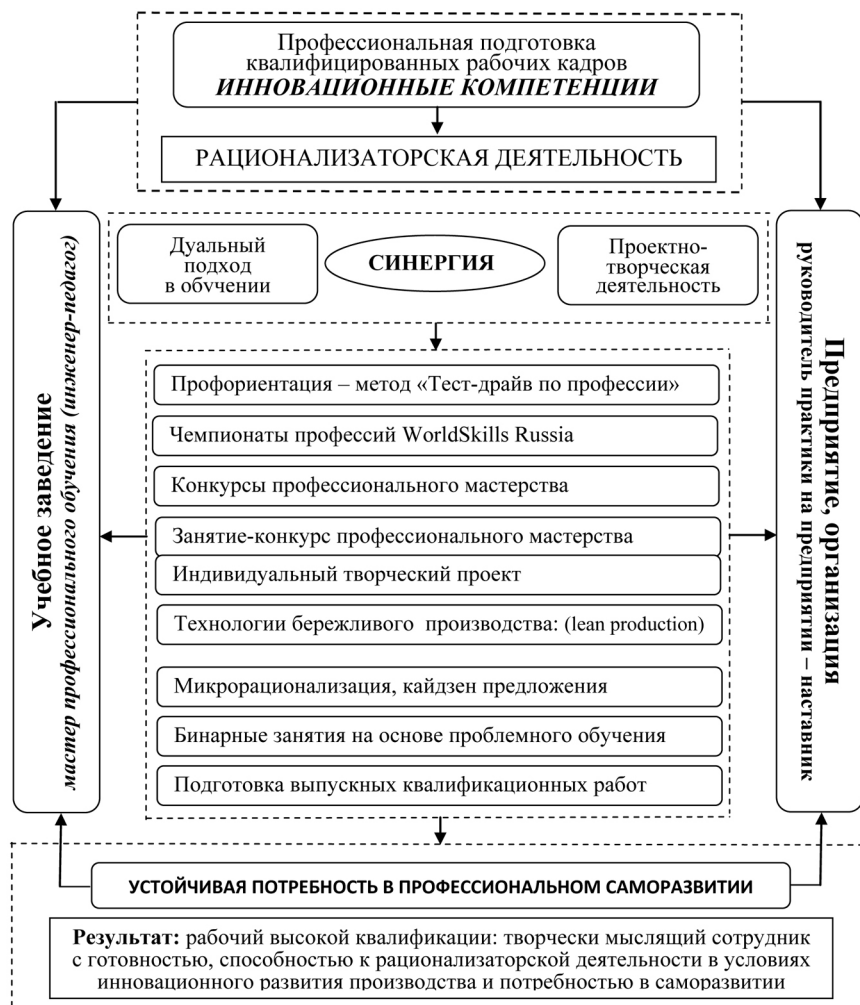 Профессиональная подготовка
квалифицированных рабочих кадров
ИННОВАЦИОННЫЕ КОМПЕТЕНЦИИ
РАЦИОНАЛИЗАТОРСКАЯ ДЕЯТЕЛЬНОСТЬ
Учебное заведение
мастер профессионального обучения (инженер-педагог)
Дуальный
подход
в обучении
СИНЕРГИЯ
Проектно-
творческая
деятельность
Профориентация – метод «Тест-драйв по профессии»
Чемпионаты профессий WorldSkills Russia
Конкурсы профессионального мастерства
Занятие-конкурс профессионального мастерства
Индивидуальный творческий проект
Технологии бережливого производства: (lean production)
Микрорационализация, кайдзен предложения
Бинарные занятия на основе проблемного обучения
Подготовка выпускных квалификационных работ
Предприятие, организация
руководитель практики на предприятии – наставник
УСТОЙЧИВАЯ ПОТРЕБНОСТЬ В ПРОФЕССИОНАЛЬНОМ САМОРАЗВИТИИ
Результат: рабочий высокой квалификации: творчески мыслящий сотрудник
с готовностью, способностью к рационализаторской деятельности в условиях
инновационного развития производства и потребностью в саморазвитии